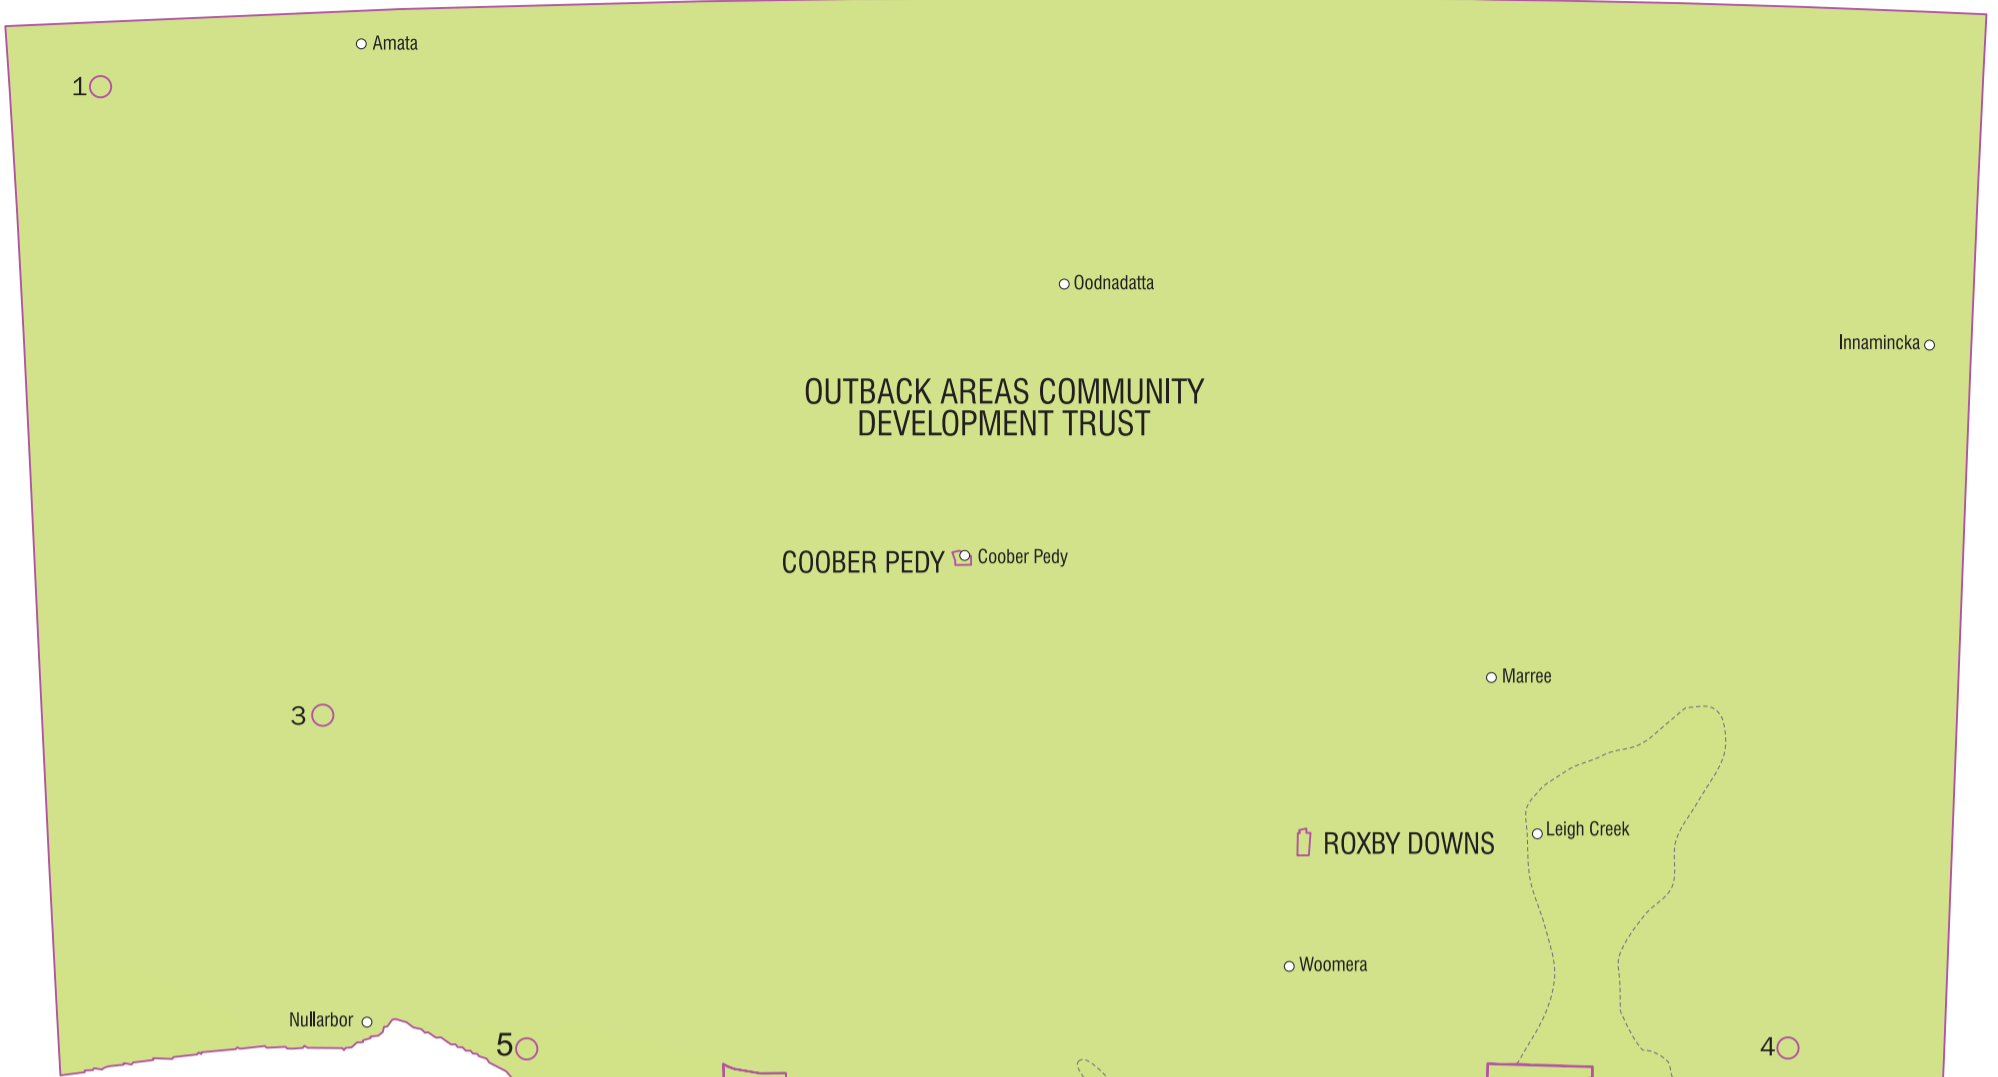 Amata
1
Oodnadatta
Innamincka
OUTBACK AREAS COMMUNITY
DEVELOPMENT TRUST
COOBER PEDY
Coober Pedy
Marree
3
Leigh Creek
ROXBY DOWNS
Woomera
Nullarbor
5
4